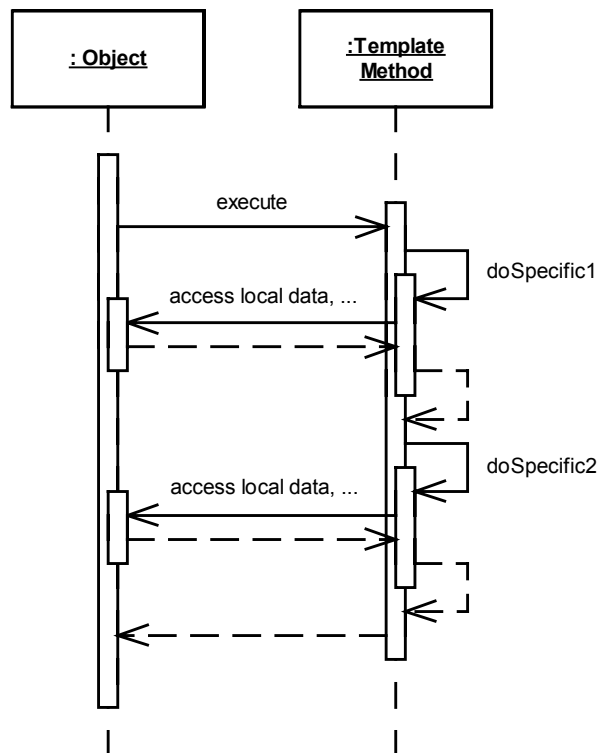 : Object
:Template
Method
execute
doSpecific1
access local data, ...
doSpecific2
access local data, ...